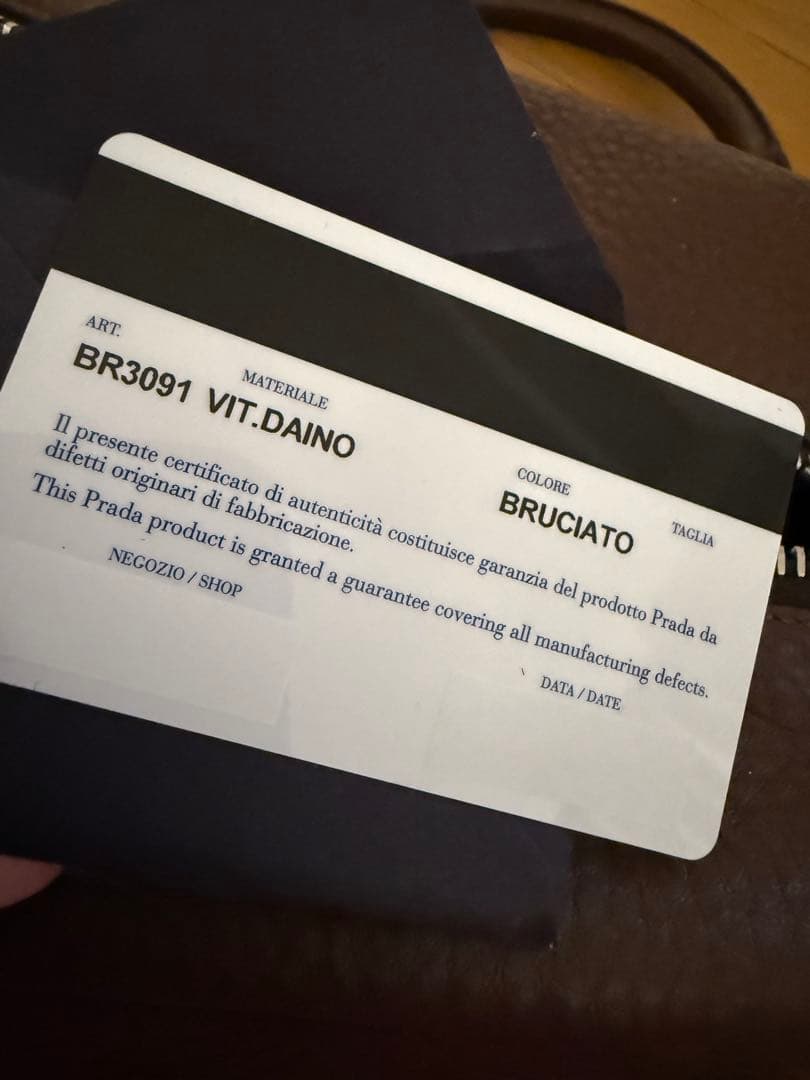 ART.
MATERIALE
COLORE
TAGLIA
BR3091 VIT.DAINO
BRUCIATO
Il presente certificato di autenticità costituisce garanzia del prodotto Prada da
difetti originari di fabbricazione.
This Prada product is granted a guarantee covering all manufacturing defects.
NEGOZIO / SHOP
DATA / DATE